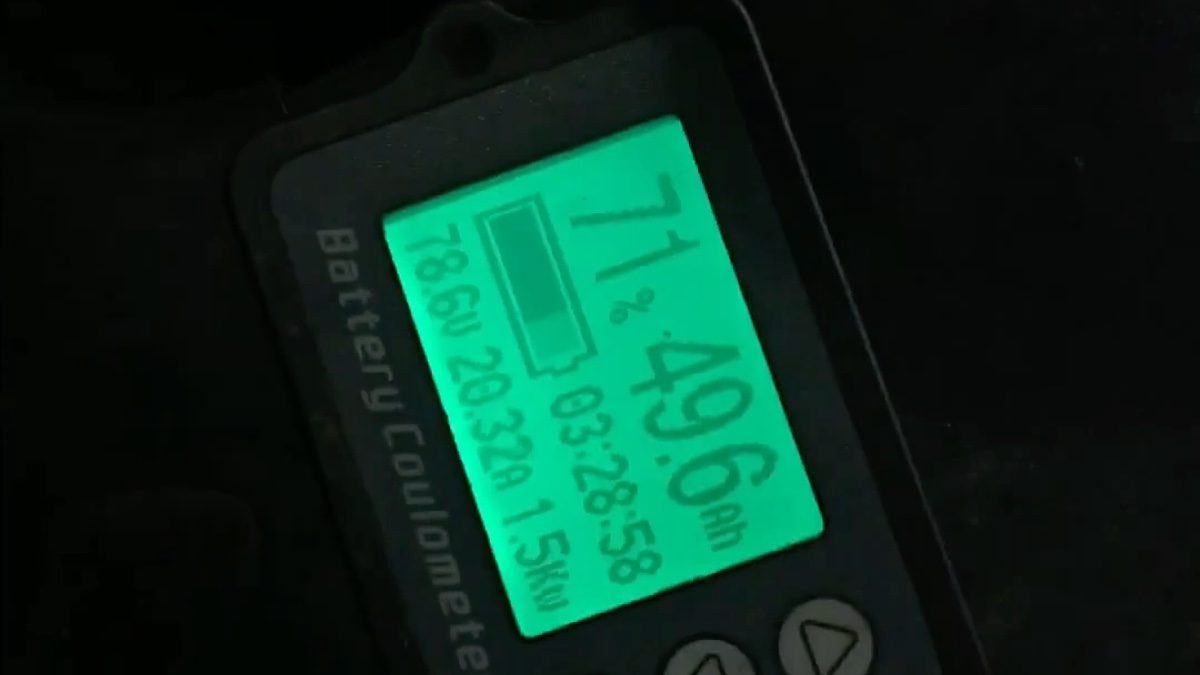 71% 49.6Ah
03:28:58
78.6V 20.32A 1.5Kw
Battery Coulomete